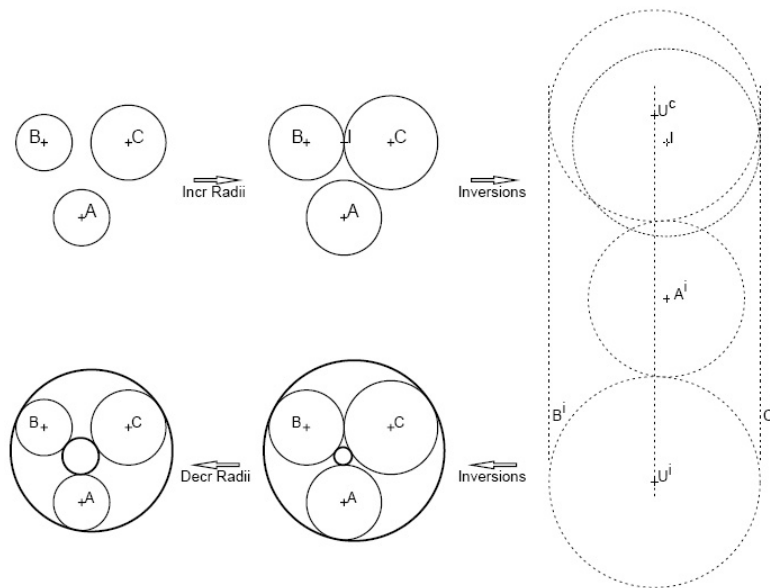 B C A
Incr Radii
B I C A
Inversions
U^c
I
A^i
B^i C
U^i
Inversions
B C A
Decr Radii
B C A